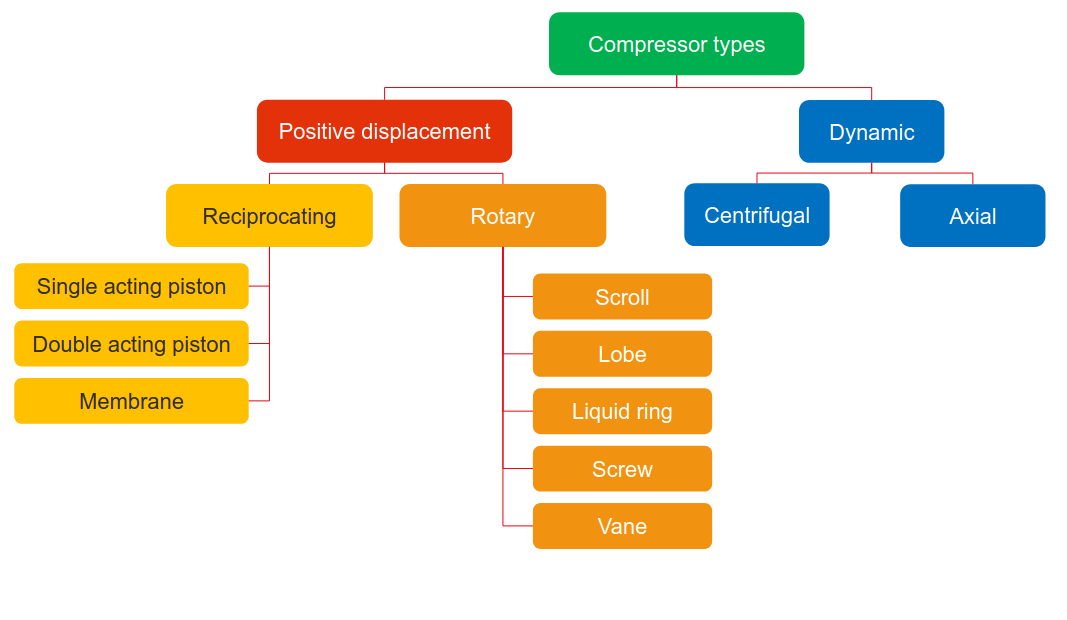 Compressor types
Positive displacement
Dynamic
Reciprocating
Rotary
Centrifugal
Axial
Single acting piston
Double acting piston
Membrane
Scroll
Lobe
Liquid ring
Screw
Vane